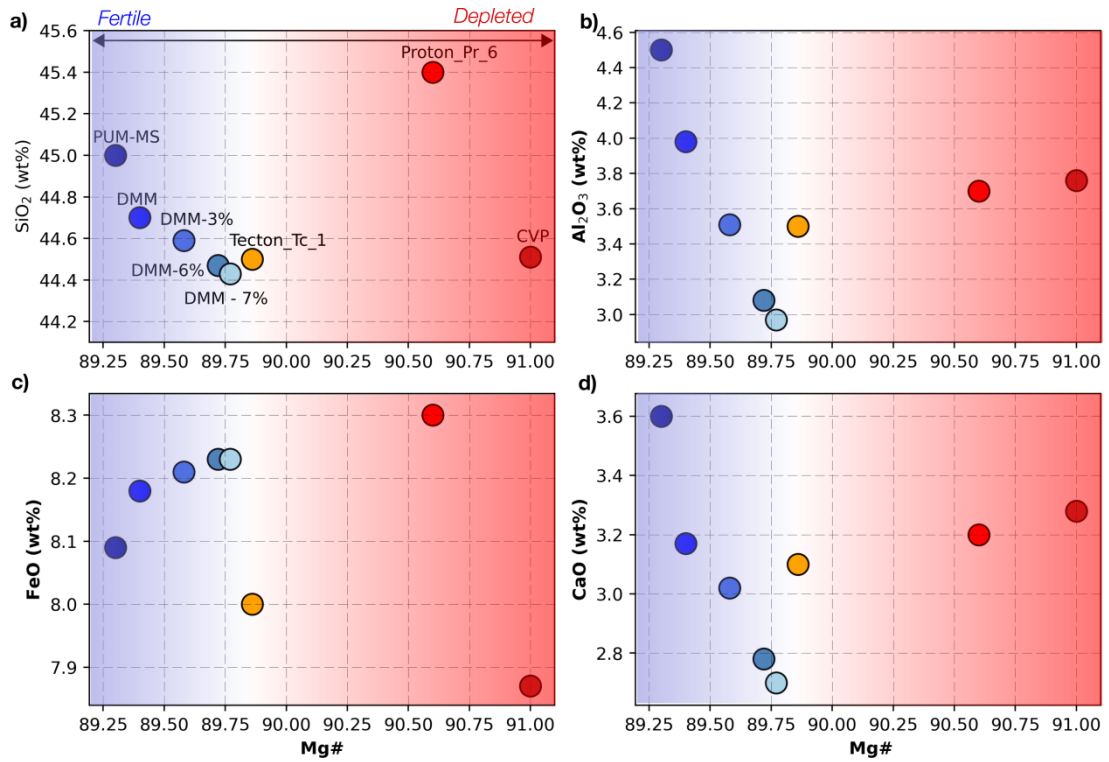 a) Fertile Depleted
45.6
45.4
45.2
45.0
44.8
44.6
44.4
44.2
SiO₂ (wt%)
Proton_Pr_6
PUM-MS
DMM
DMM-3%
Tecton_Tc_1
CVP
DMM-6%
DMM - 7%
89.25 89.50 89.75 90.00 90.25 90.50 90.75 91.00
b)
4.6
4.4
4.2
4.0
3.8
3.6
3.4
3.2
3.0
Al₂O₃ (wt%)
89.25 89.50 89.75 90.00 90.25 90.50 90.75 91.00
c)
8.3
8.2
8.1
8.0
7.9
FeO (wt%)
89.25 89.50 89.75 90.00 90.25 90.50 90.75 91.00
Mg#
d)
3.6
3.4
3.2
3.0
2.8
CaO (wt%)
89.25 89.50 89.75 90.00 90.25 90.50 90.75 91.00
Mg#